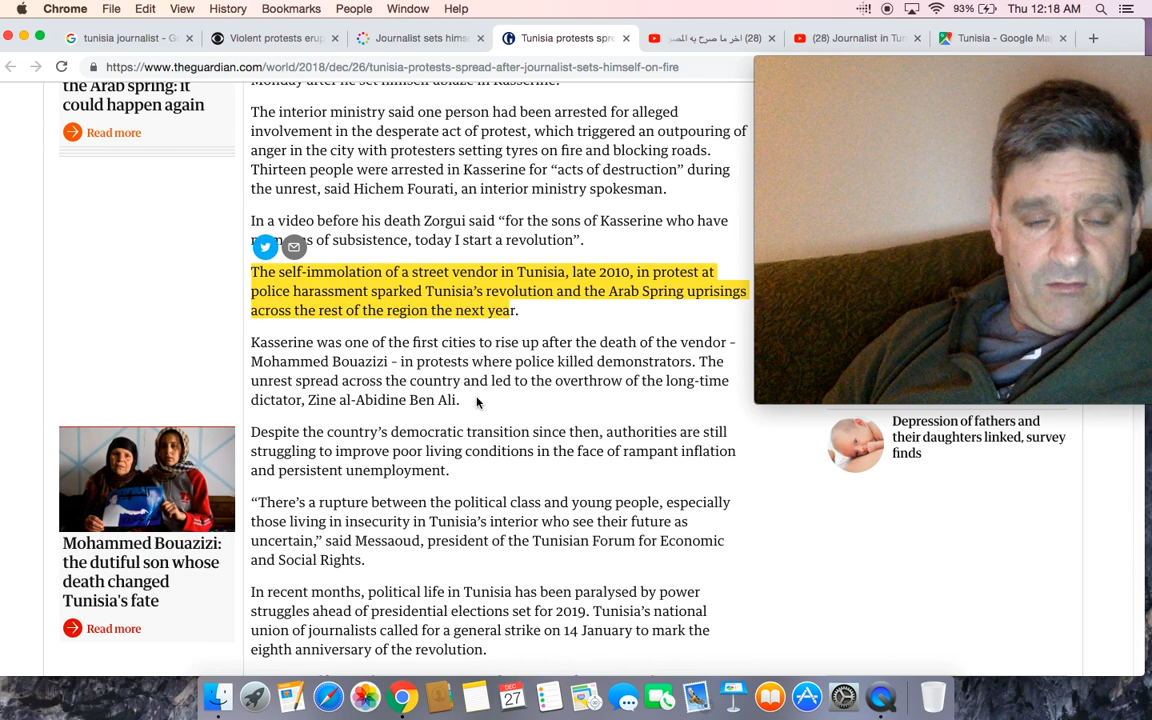 Chrome File Edit View History Bookmarks People Window Help 93% Thu 12:18 AM
tunisia journalist - G
Violent protests erup
Journalist sets hims
Tunisia protests spre
(28) اخر ما صرح به المصر
(28) Journalist in Tu
Tunisia - Google Ma
https://www.theguardian.com/world/2018/dec/26/tunisia-protests-spread-after-journalist-sets-himself-on-fire
the Arab spring: it
could happen again
Read more
Monday after he set himself ablaze in Kasserine.
The interior ministry said one person had been arrested for alleged
involvement in the desperate act of protest, which triggered an outpouring of
anger in the city with protesters setting tyres on fire and blocking roads.
Thirteen people were arrested in Kasserine for “acts of destruction” during
the unrest, said Hichem Fourati, an interior ministry spokesman.
In a video before his death Zorgui said “for the sons of Kasserine who have
of subsistence, today I start a revolution”.
The self-immolation of a street vendor in Tunisia, late 2010, in protest at
police harassment sparked Tunisia’s revolution and the Arab Spring uprisings
across the rest of the region the next year.
Kasserine was one of the first cities to rise up after the death of the vendor –
Mohammed Bouazizi – in protests where police killed demonstrators. The
unrest spread across the country and led to the overthrow of the long-time
dictator, Zine al-Abidine Ben Ali.
Despite the country’s democratic transition since then, authorities are still
struggling to improve poor living conditions in the face of rampant inflation
and persistent unemployment.
“There’s a rupture between the political class and young people, especially
those living in insecurity in Tunisia’s interior who see their future as
uncertain,” said Messaoud, president of the Tunisian Forum for Economic
and Social Rights.
In recent months, political life in Tunisia has been paralysed by power
struggles ahead of presidential elections set for 2019. Tunisia’s national
union of journalists called for a general strike on 14 January to mark the
eighth anniversary of the revolution.
Mohammed Bouazizi:
the dutiful son whose
death changed
Tunisia's fate
Read more
Depression of fathers and
their daughters linked, survey
finds
DEC
27